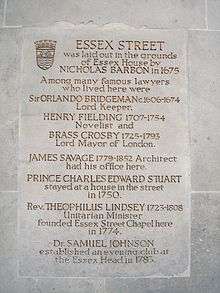 ESSEX STREET
was laid out in the grounds
of Essex House by
NICHOLAS BARBON in 1675
Among many famous lawyers
who lived here were
Sir ORLANDO BRIDGEMAN c1606-1674
Lord Keeper.
HENRY FIELDING 1707-1754
Novelist and
BRASS CROSBY 1725-1793
Lord Mayor of London.
JAMES SAVAGE 1779-1852 Architect
had his office here.
PRINCE CHARLES EDWARD STUART
stayed at a house in the street
in 1750.
Rev. THEOPHILUS LINDSEY 1723-1808
Unitarian Minister
founded Essex Street Chapel here
in 1774.
Dr. SAMUEL JOHNSON
established an evening club at
the Essex Head in 1783.